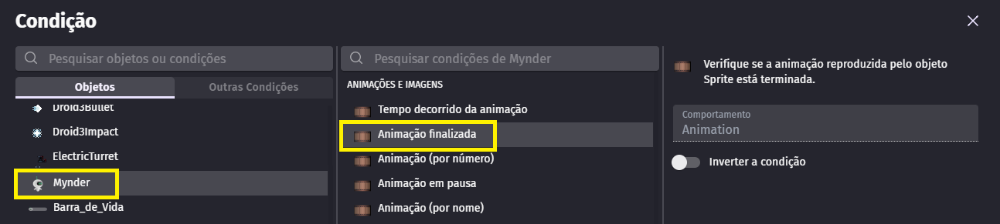 Condição
Pesquisar objetos ou condições
Objetos
Outras Condições
Droid3Bullet
Droid3Impact
ElectricTurret
Mynder
Barra_de_Vida
Pesquisar condições de Mynder
ANIMAÇÕES E IMAGENS
Tempo decorrido da animação
Animação finalizada
Animação (por número)
Animação em pausa
Animação (por nome)
Verifique se a animação reproduzida pelo objeto
Sprite está terminada.
Comportamento
Animation
Inverter a condição